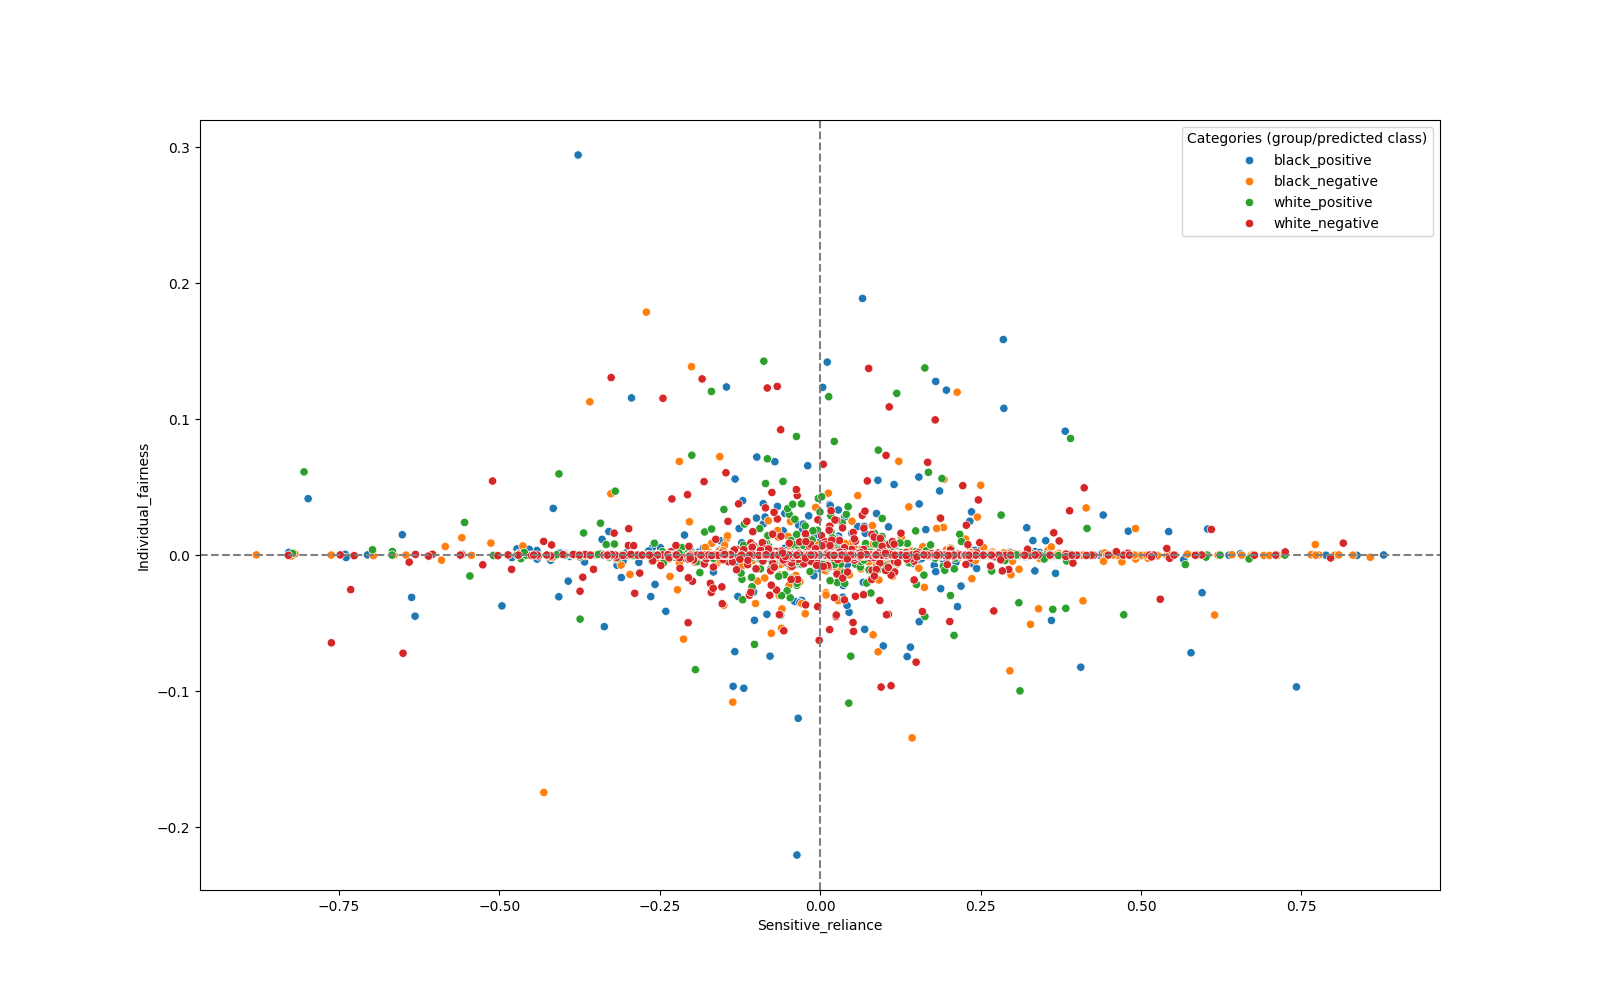 Categories (group/predicted class)
black_positive
black_negative
white_positive
white_negative
0.3
0.2
0.1
0.0
−0.1
−0.2
Individual_fairness
−0.75
−0.50
−0.25
0.00
0.25
0.50
0.75
Sensitive_reliance